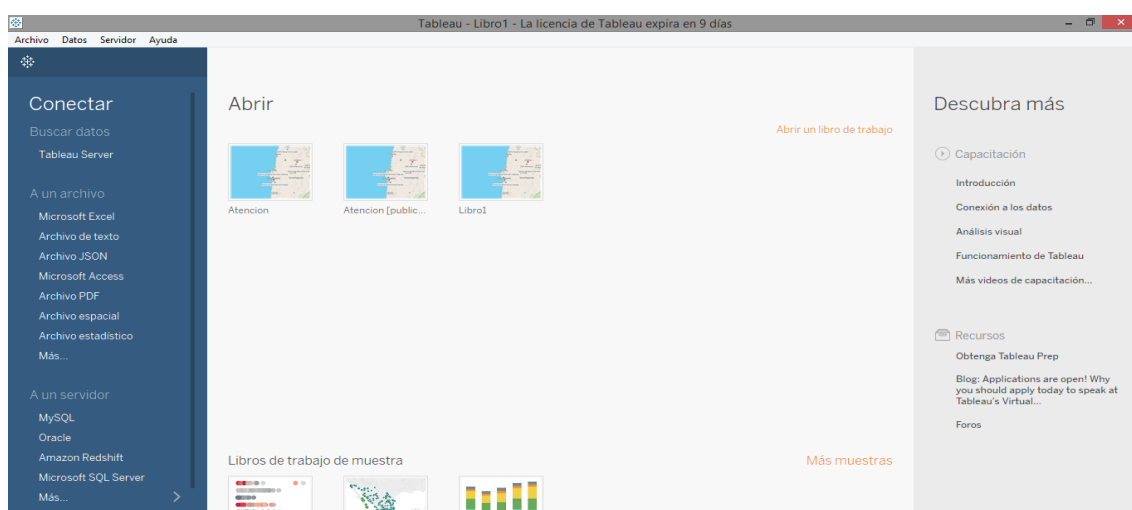 Tableau - Libro1 - La licencia de Tableau expira en 9 días
Archivo Datos Servidor Ayuda
Conectar
Buscar datos
Tableau Server
A un archivo
Microsoft Excel
Archivo de texto
Archivo JSON
Microsoft Access
Archivo PDF
Archivo espacial
Archivo estadístico
Más...
A un servidor
MySQL
Oracle
Amazon Redshift
Microsoft SQL Server
Más...
Abrir
Abrir un libro de trabajo
Atencion
Atencion [public...
Libro1
Libros de trabajo de muestra
Más muestras
Descubra más
Capacitación
Introducción
Conexión a los datos
Análisis visual
Funcionamiento de Tableau
Más videos de capacitación...
Recursos
Obtenga Tableau Prep
Blog: Applications are open! Why
you should apply today to speak at
Tableau's Virtual...
Foros